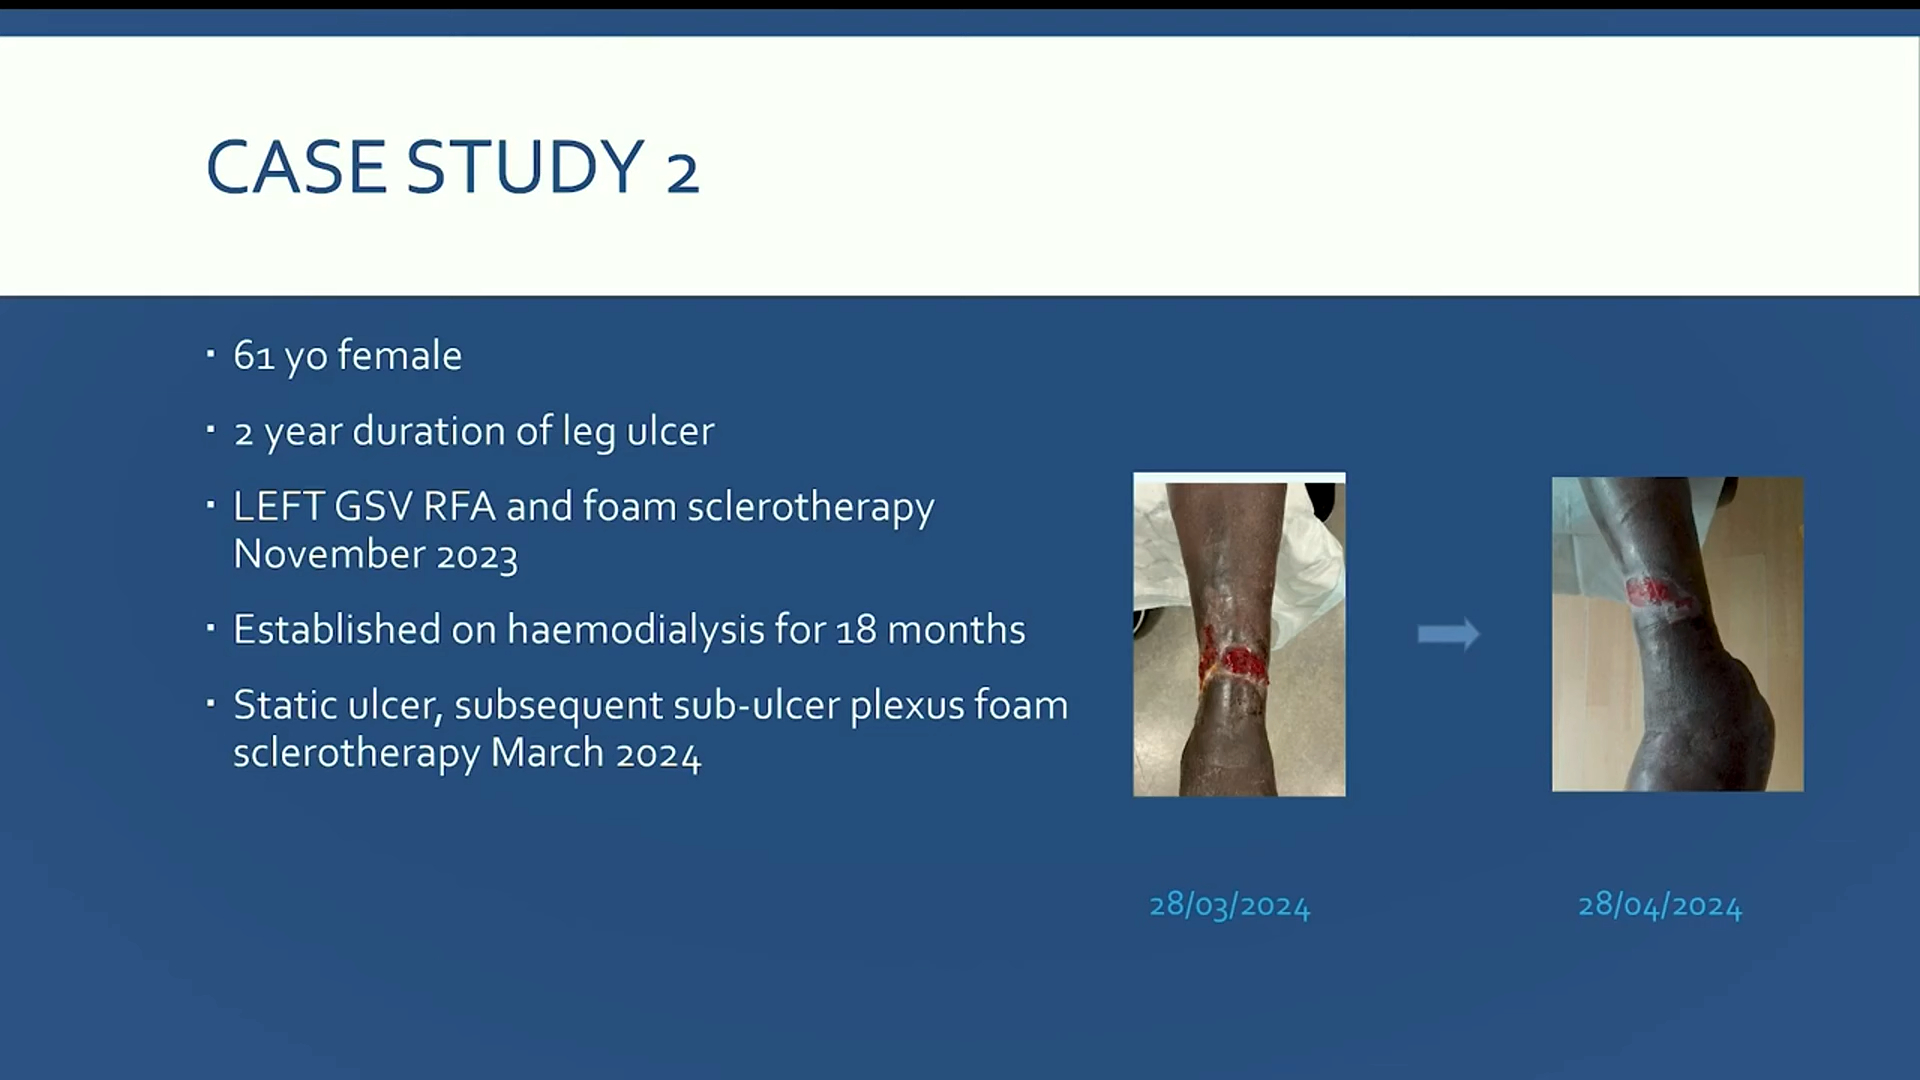 CASE STUDY 2
▪ 61 yo female
▪ 2 year duration of leg ulcer
▪ LEFT GSV RFA and foam sclerotherapy
November 2023
▪ Established on haemodialysis for 18 months
▪ Static ulcer, subsequent sub-ulcer plexus foam
sclerotherapy March 2024
28/03/2024
28/04/2024